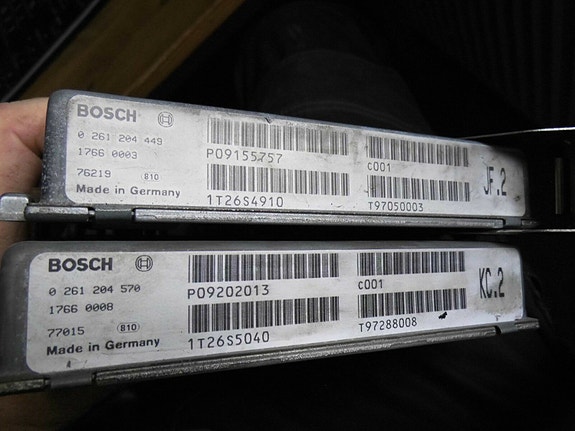 BOSCH
0 261 204 449
1766 0003
76219 810
Made in Germany
P09155757
1T26S4910
C001
T97050003
JF.2
BOSCH
0 261 204 570
1766 0008
77015 810
Made in Germany
P09202013
1T26S5040
C001
T97288008
KC.2